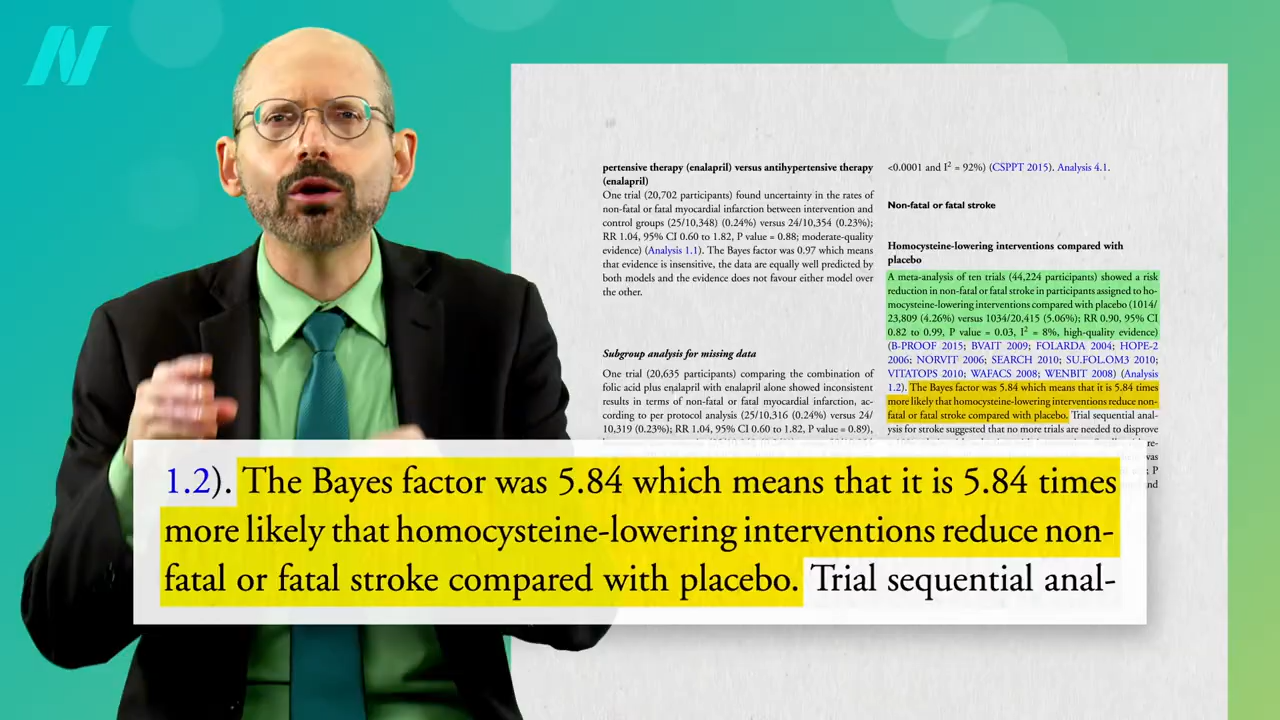 N
pertensive therapy (enalapril) versus antihypertensive therapy
(enalapril)
One trial (20,702 participants) found uncertainty in the rates of
non-fatal or fatal myocardial infarction between intervention and
control groups (25/10,348) (0.24%) versus 24/10,354 (0.23%);
RR 1.04, 95% CI 0.60 to 1.82, P value = 0.88; moderate-quality
evidence) (Analysis 1.1). The Bayes factor was 0.97 which means
that evidence is insensitive, the data are equally well predicted by
both models and the evidence does not favour either model over
the other.
Subgroup analysis for missing data
One trial (20,635 participants) comparing the combination of
folic acid plus enalapril with enalapril alone showed inconsistent
results in terms of non-fatal or fatal myocardial infarction, ac-
cording to per protocol analysis (25/10,316 (0.24%) versus 24/
10,319 (0.23%); RR 1.04, 95% CI 0.60 to 1.82, P value = 0.89),
<0.0001 and I² = 92%) (CSPPT 2015). Analysis 4.1.
Non-fatal or fatal stroke
Homocysteine-lowering interventions compared with
placebo
A meta-analysis of ten trials (44,224 participants) showed a risk
reduction in non-fatal or fatal stroke in participants assigned to ho-
mocysteine-lowering interventions compared with placebo (1014/
23,809 (4.26%) versus 1034/20,415 (5.06%); RR 0.90, 95% CI
0.82 to 0.99, P value = 0.03, I² = 8%, high-quality evidence)
(B-PROOF 2015; BVAIT 2009; FOLARDA 2004; HOPE-2
2006; NORVIT 2006; SEARCH 2010; SU.FOL.OM3 2010;
VITATOPS 2010; WAFACS 2008; WENBIT 2008) (Analysis
1.2). The Bayes factor was 5.84 which means that it is 5.84 times
more likely that homocysteine-lowering interventions reduce non-
fatal or fatal stroke compared with placebo. Trial sequential anal-
ysis for stroke suggested that no more trials are needed to disprove
1.2). The Bayes factor was 5.84 which means that it is 5.84 times
more likely that homocysteine-lowering interventions reduce non-
fatal or fatal stroke compared with placebo. Trial sequential anal-